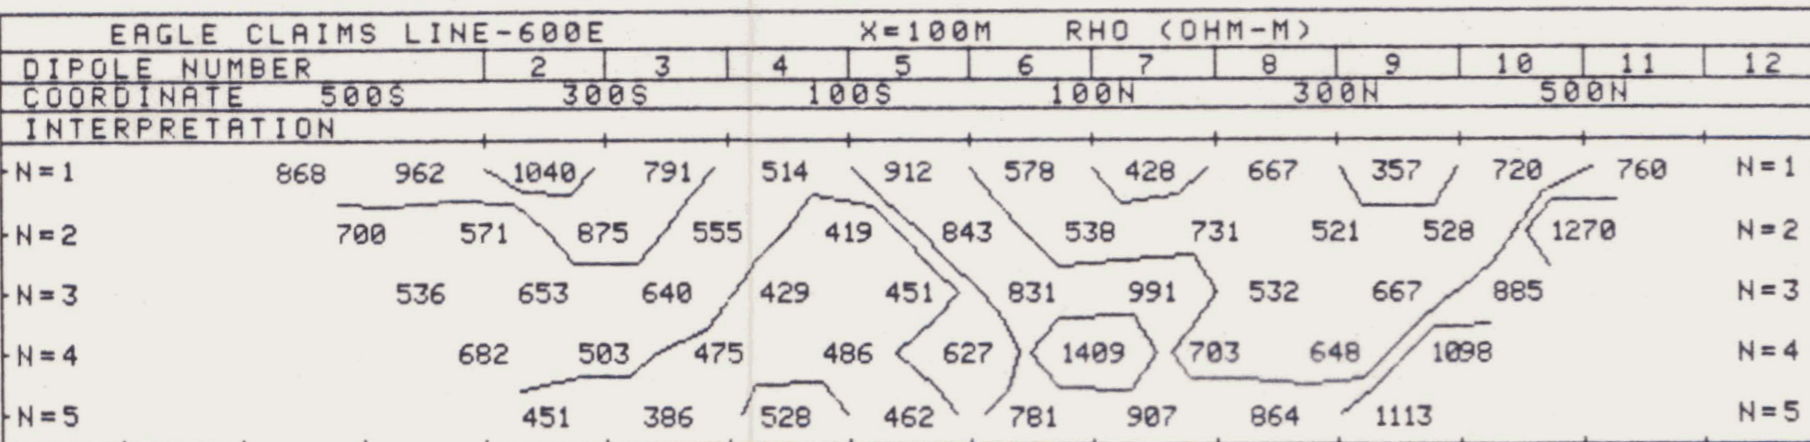 EAGLE CLAIMS LINE-600E X=100M RHO (OHM-M)
DIPOLE NUMBER 2 3 4 5 6 7 8 9 10 11 12
COORDINATE 500S 300S 100S 100N 300N 500N
INTERPRETATION
N=1 868 962 1040 791 514 912 578 428 667 357 720 760 N=1
N=2 700 571 875 555 419 843 538 731 521 528 1270 N=2
N=3 536 653 640 429 451 831 991 532 667 885 N=3
N=4 682 503 475 486 627 1409 703 648 1098 N=4
N=5 451 386 528 462 781 907 864 1113 N=5